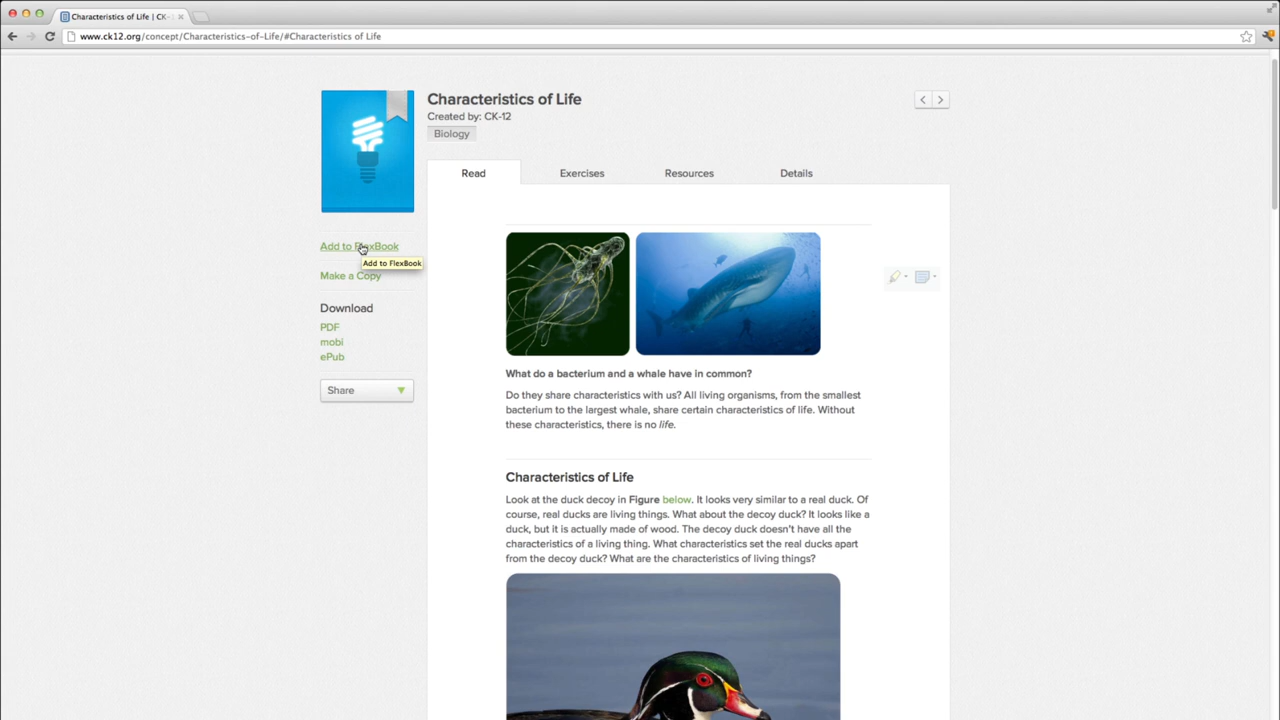 Characteristics of Life | CK-
www.ck12.org/concept/Characteristics-of-Life/#Characteristics of Life
Characteristics of Life
Created by: CK-12
Biology
Read
Exercises
Resources
Details
Add to FlexBook
Add to FlexBook
Make a Copy
Download
PDF
mobi
ePub
Share
What do a bacterium and a whale have in common?
Do they share characteristics with us? All living organisms, from the smallest
bacterium to the largest whale, share certain characteristics of life. Without
these characteristics, there is no life.
Characteristics of Life
Look at the duck decoy in Figure below. It looks very similar to a real duck. Of
course, real ducks are living things. What about the decoy duck? It looks like a
duck, but it is actually made of wood. The decoy duck doesn't have all the
characteristics of a living thing. What characteristics set the real ducks apart
from the decoy duck? What are the characteristics of living things?